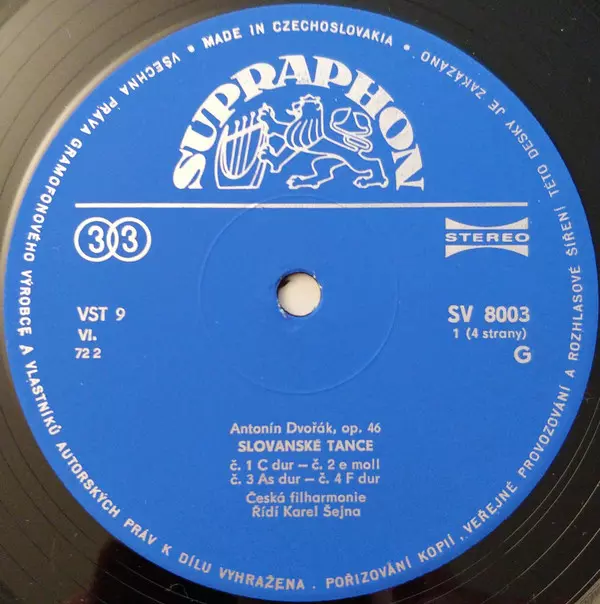 MADE IN CZECHOSLOVAKIA
SUPRAPHON
33
STEREO
VST 9
VI.
72 2
SV 8003
1 (4 strany)
G
Antonín Dvořák, op. 46
SLOVANSKÉ TANCE
č. 1 C dur – č. 2 e moll
č. 3 As dur – č. 4 F dur
Česká filharmonie
Řídí Karel Šejna
VŠECHNA PRÁVA GRAMOFONOVÉHO VÝROBCE A VLASTNÍKŮ AUTORSKÝCH PRÁV K DÍLU VYHRAŽENA . POŘIZOVÁNÍ KOPIÍ , VEŘEJNÉ PROVOZOVÁNÍ A ROZHLASOVÉ ŠÍŘENÍ TÉTO DESKY JE ZAKÁZÁNO